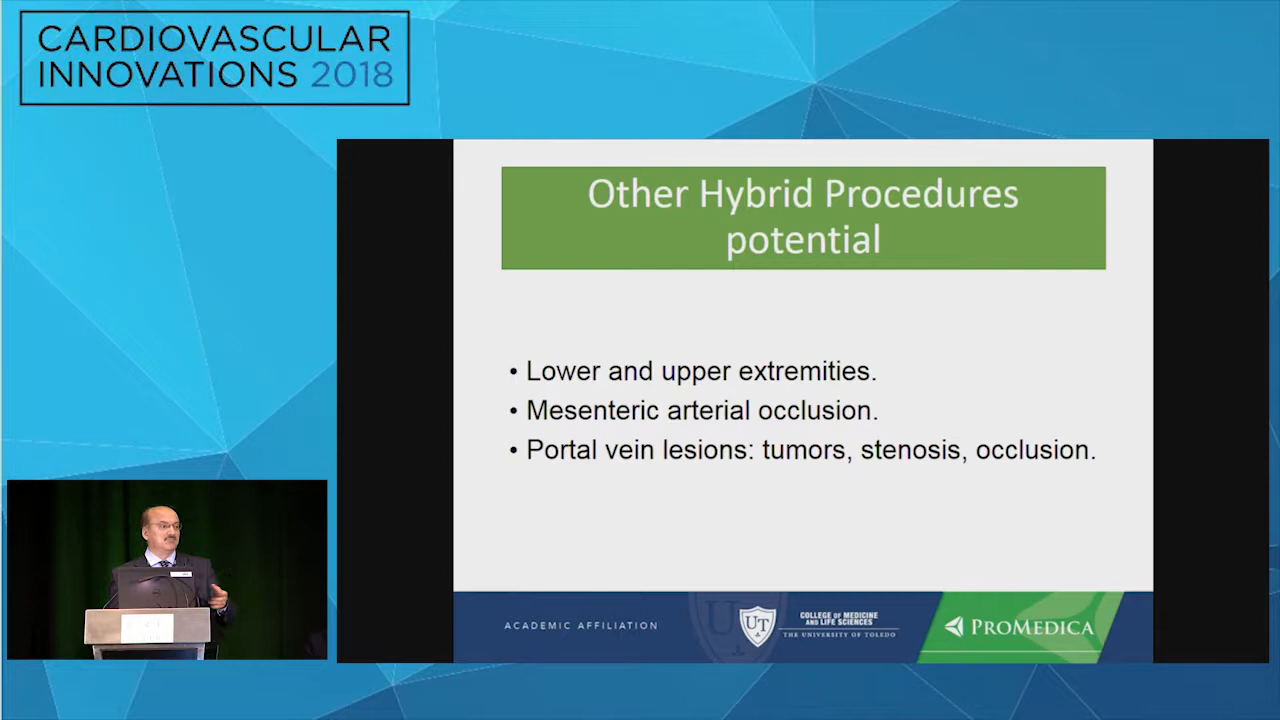 CARDIOVASCULAR
INNOVATIONS 2018
Other Hybrid Procedures
potential
• Lower and upper extremities.
• Mesenteric arterial occlusion.
• Portal vein lesions: tumors, stenosis, occlusion.
ACADEMIC AFFILIATION
UT
COLLEGE OF MEDICINE
AND LIFE SCIENCES
THE UNIVERSITY OF TOLEDO
PROMEDICA